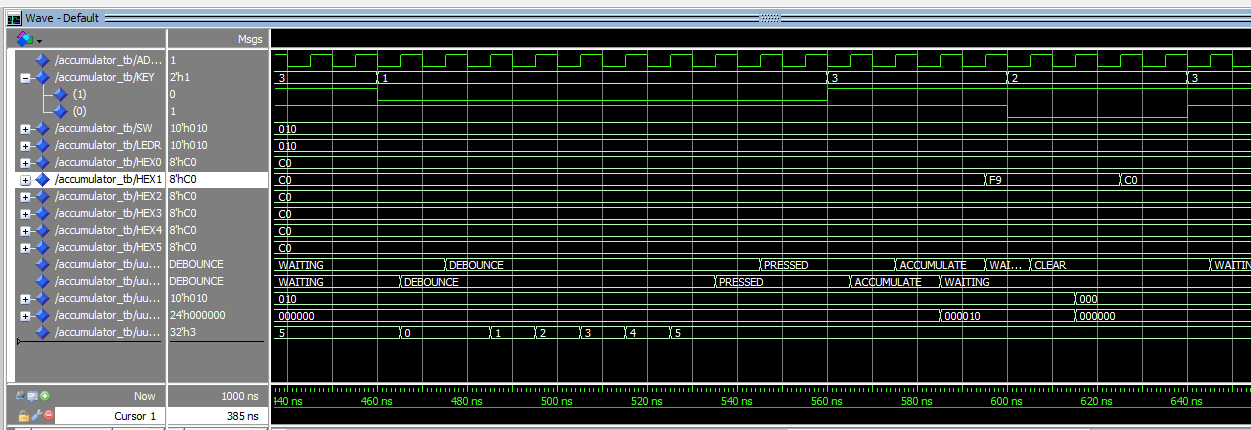 Wave - Default
Msgs
/accumulator_tb/AD... 1
/accumulator_tb/KEY 2'h1 3 1 3 2 3
(1) 0
(0) 1
/accumulator_tb/SW 10'h010 010
/accumulator_tb/LEDR 10'h010 010
/accumulator_tb/HEX0 8'hC0 C0
/accumulator_tb/HEX1 8'hC0 C0 F9 C0
/accumulator_tb/HEX2 8'hC0 C0
/accumulator_tb/HEX3 8'hC0 C0
/accumulator_tb/HEX4 8'hC0 C0
/accumulator_tb/HEX5 8'hC0 C0
/accumulator_tb/uu... DEBOUNCE WAITING DEBOUNCE PRESSED ACCUMULATE WAI... CLEAR WAITIN
/accumulator_tb/uu... DEBOUNCE WAITING DEBOUNCE PRESSED ACCUMULATE WAITING
/accumulator_tb/uu... 10'h010 010 000
/accumulator_tb/uu... 24'h000000 000000 000010 000000
/accumulator_tb/uu... 32'h3 5 0 1 2 3 4 5
Now 1000 ns 440 ns 460 ns 480 ns 500 ns 520 ns 540 ns 560 ns 580 ns 600 ns 620 ns 640 ns
Cursor 1 385 ns